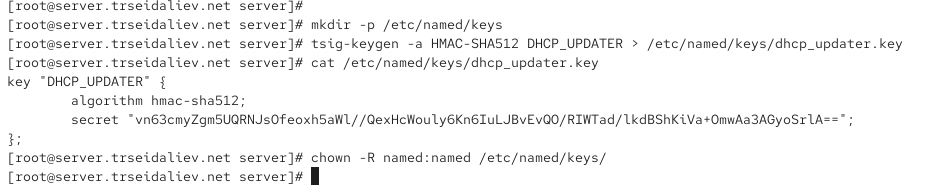 [root@server.trseidaliev.net server]#
[root@server.trseidaliev.net server]# mkdir -p /etc/named/keys
[root@server.trseidaliev.net server]# tsig-keygen -a HMAC-SHA512 DHCP_UPDATER > /etc/named/keys/dhcp_updater.key
[root@server.trseidaliev.net server]# cat /etc/named/keys/dhcp_updater.key
key "DHCP_UPDATER" {
        algorithm hmac-sha512;
        secret "vn63cmyZgm5UQRNJsOfeoxh5aWl//QexHcWouly6Kn6IuLJBvEvQO/RIWTad/lkdBShKiVa+OmwAa3AGyoSrlA==";
};
[root@server.trseidaliev.net server]# chown -R named:named /etc/named/keys/
[root@server.trseidaliev.net server]#